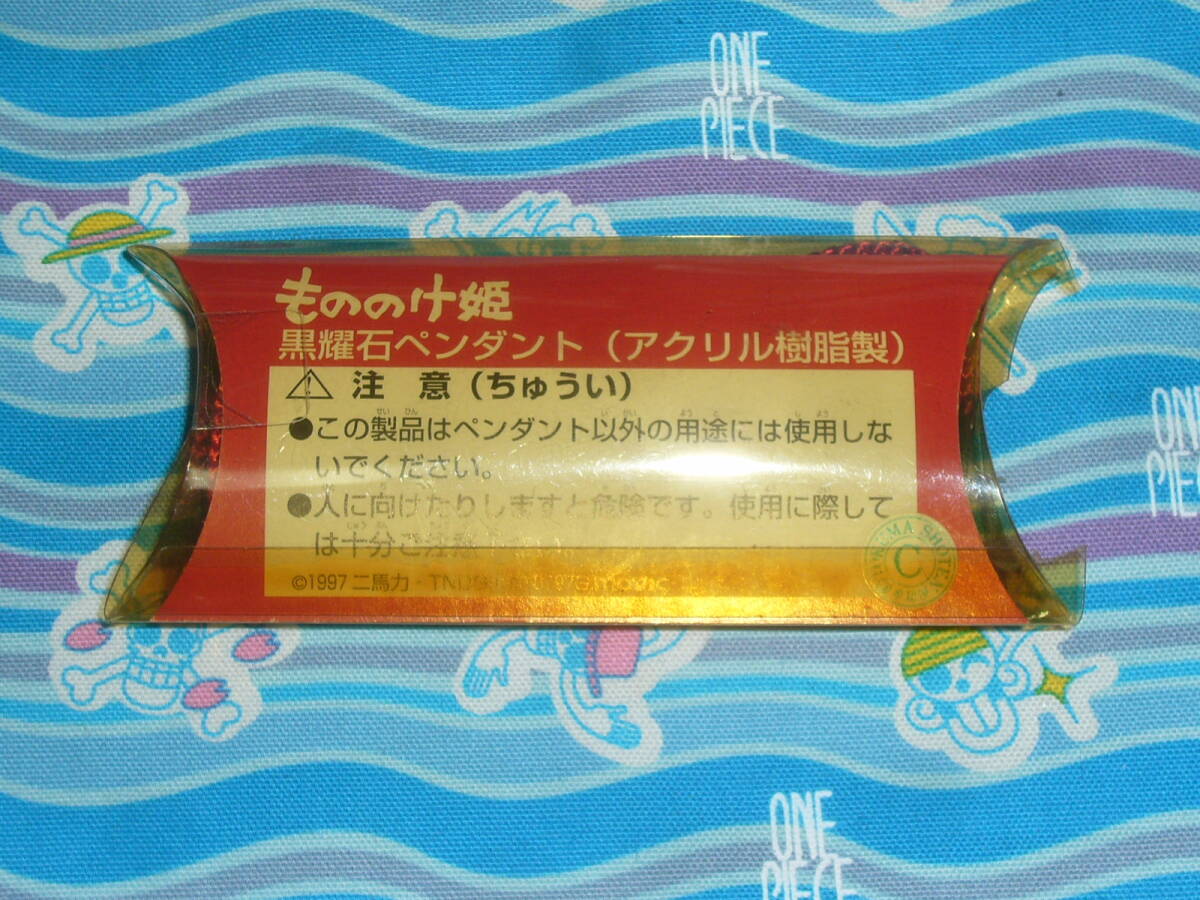 ONE
PIECE
もののけ姫
黒耀石ペンダント（アクリル樹脂製）
注 意（ちゅうい）
●この製品はペンダント以外の用途には使用しな
いでください。
●人に向けたりしますと危険です。使用に際して
は十分ご注意
©1997 二馬力・TNDG
movic
C
ONE
PIECE
ONE
PIECE